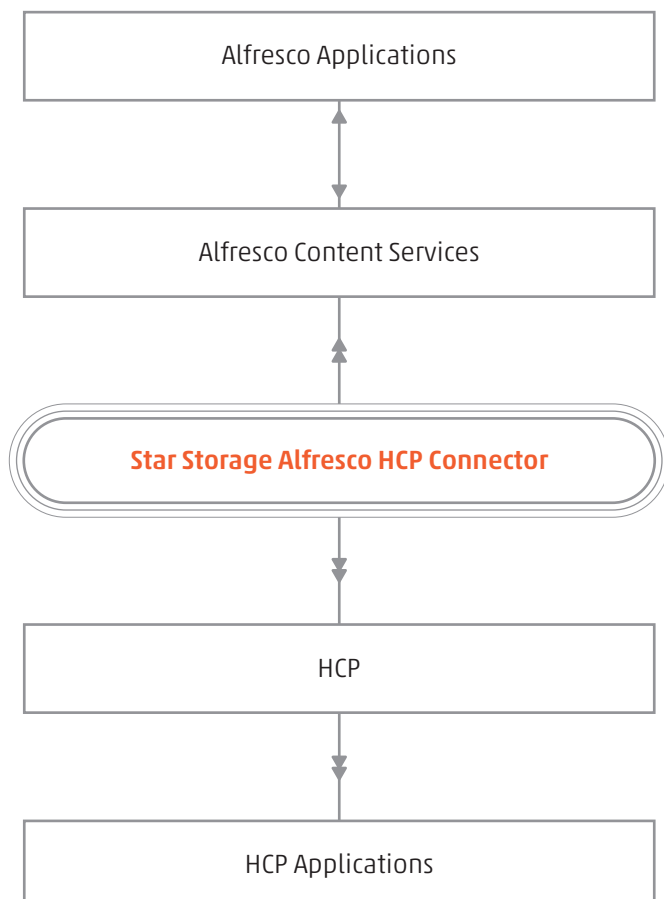 Alfresco Applications
Alfresco Content Services
Star Storage Alfresco HCP Connector
HCP
HCP Applications